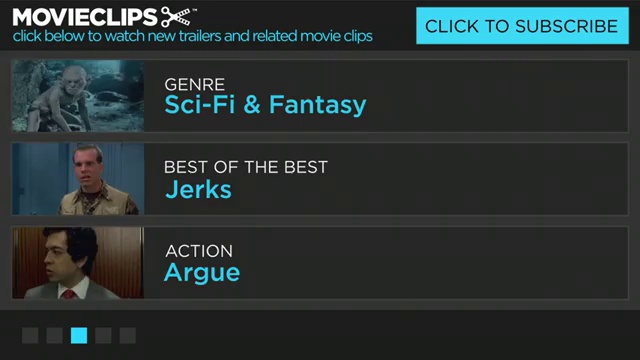 MOVIECLIPS™
click below to watch new trailers and related movie clips
CLICK TO SUBSCRIBE
GENRE
Sci-Fi & Fantasy
BEST OF THE BEST
Jerks
ACTION
Argue